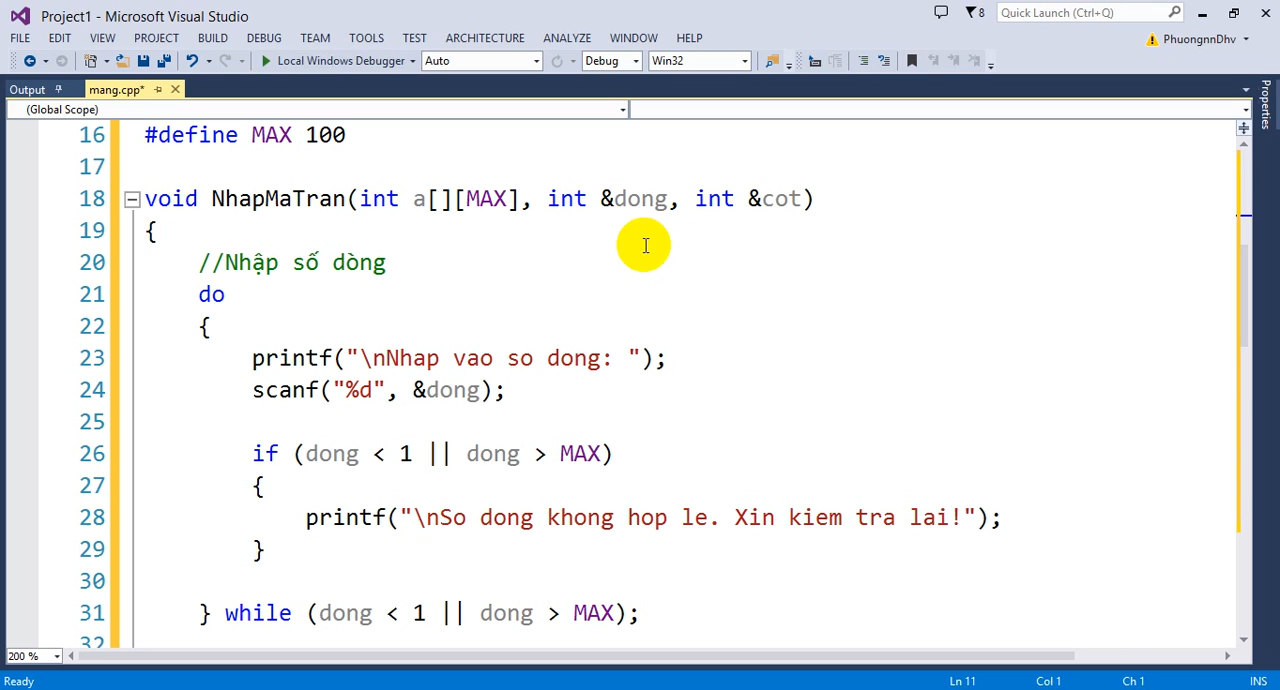 Project1 - Microsoft Visual Studio
8
Quick Launch (Ctrl+Q)
FILE EDIT VIEW PROJECT BUILD DEBUG TEAM TOOLS TEST ARCHITECTURE ANALYZE WINDOW HELP
PhuongnnDhv
Local Windows Debugger Auto Debug Win32
Output mang.cpp*
(Global Scope)
Properties
16 #define MAX 100
17
18 void NhapMaTran(int a[][MAX], int &dong, int &cot)
19 {
20 //Nhập số dòng
21 do
22 {
23 printf("\nNhap vao so dong: ");
24 scanf("%d", &dong);
25
26 if (dong < 1 || dong > MAX)
27 {
28 printf("\nSo dong khong hop le. Xin kiem tra lai!");
29 }
30
31 } while (dong < 1 || dong > MAX);
32
200 %
Ready Ln 11 Col 1 Ch 1 INS